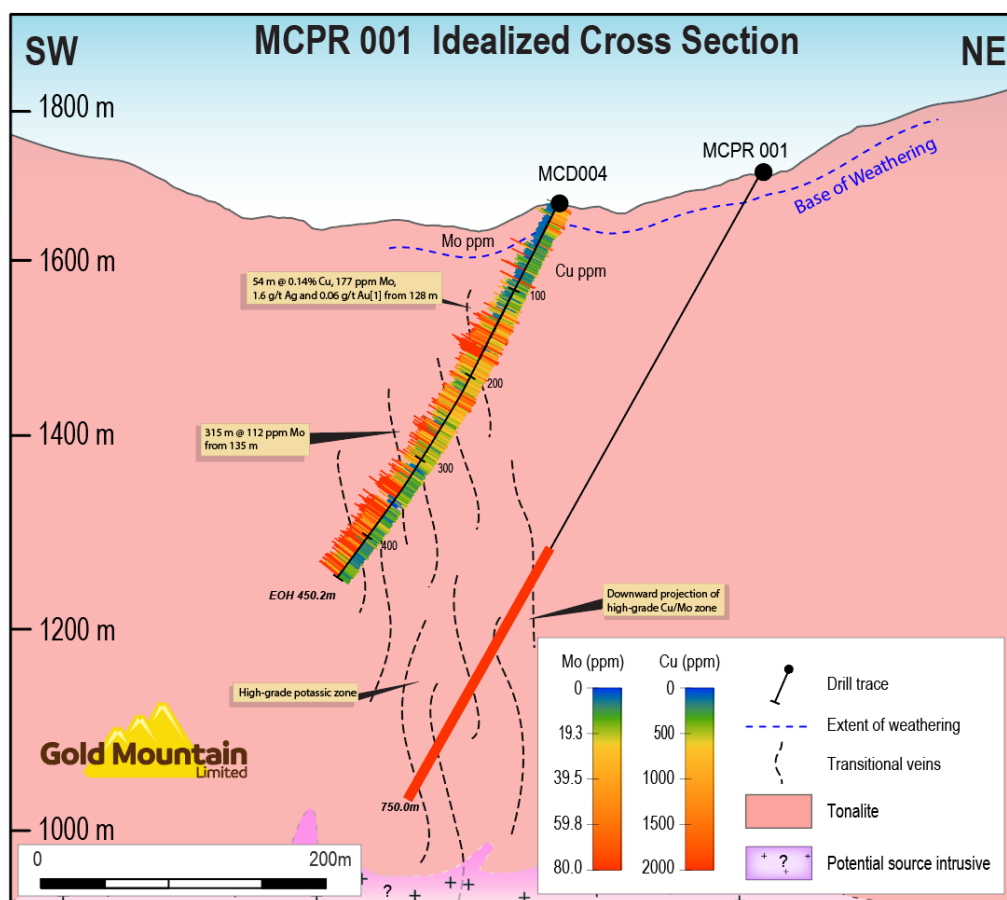 SW
MCPR 001 Idealized Cross Section
NE
1800 m
MCPR 001
MCD004
Base of Weathering
Mo ppm
1600 m
Cu ppm
54 m @ 0.14% Cu, 177 ppm Mo,
1.6 g/t Ag and 0.06 g/t Au[1] from 128 m
100
200
1400 m
315 m @ 112 ppm Mo
from 135 m
300
400
EOH 450.2m
Downward projection of
high-grade Cu/Mo zone
1200 m
High-grade potassic zone
Gold Mountain
Limited
750.0m
1000 m
0
200m
?
Mo (ppm)
0
19.3
39.5
59.8
80.0
Cu (ppm)
0
500
1000
1500
2000
Drill trace
Extent of weathering
Transitional veins
Tonalite
+ ? +
+
Potential source intrusive